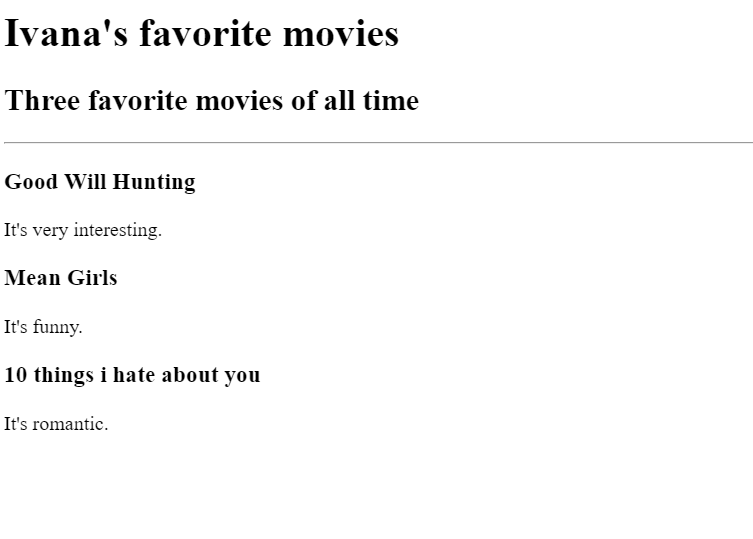 Ivana's favorite movies
Three favorite movies of all time
Good Will Hunting
It's very interesting.
Mean Girls
It's funny.
10 things i hate about you
It's romantic.